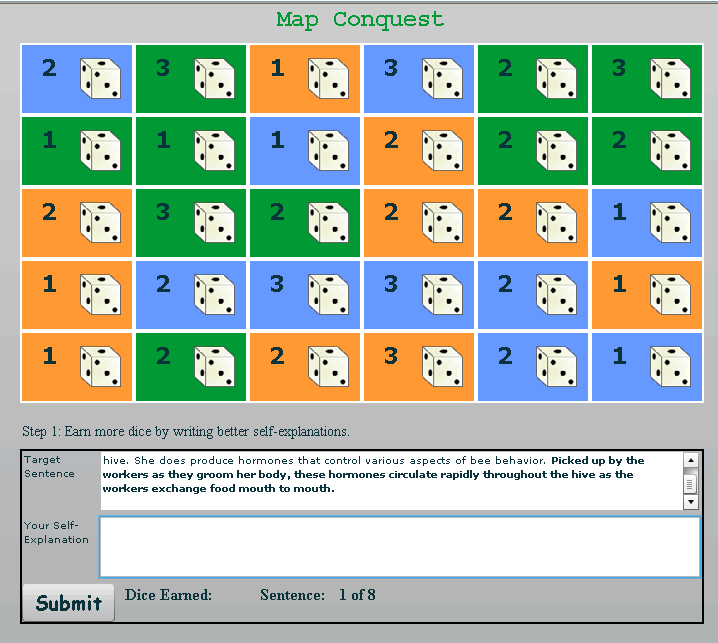 Map Conquest
2 3 1 3 2 3
1 1 1 2 2 2
2 3 2 2 2 1
1 2 3 3 2 1
1 2 2 3 2 1
Step 1: Earn more dice by writing better self-explanations.
Target
Sentence
hive. She does produce hormones that control various aspects of bee behavior. Picked up by the
workers as they groom her body, these hormones circulate rapidly throughout the hive as the
workers exchange food mouth to mouth.
Your Self-
Explanation
Submit Dice Earned: Sentence: 1 of 8